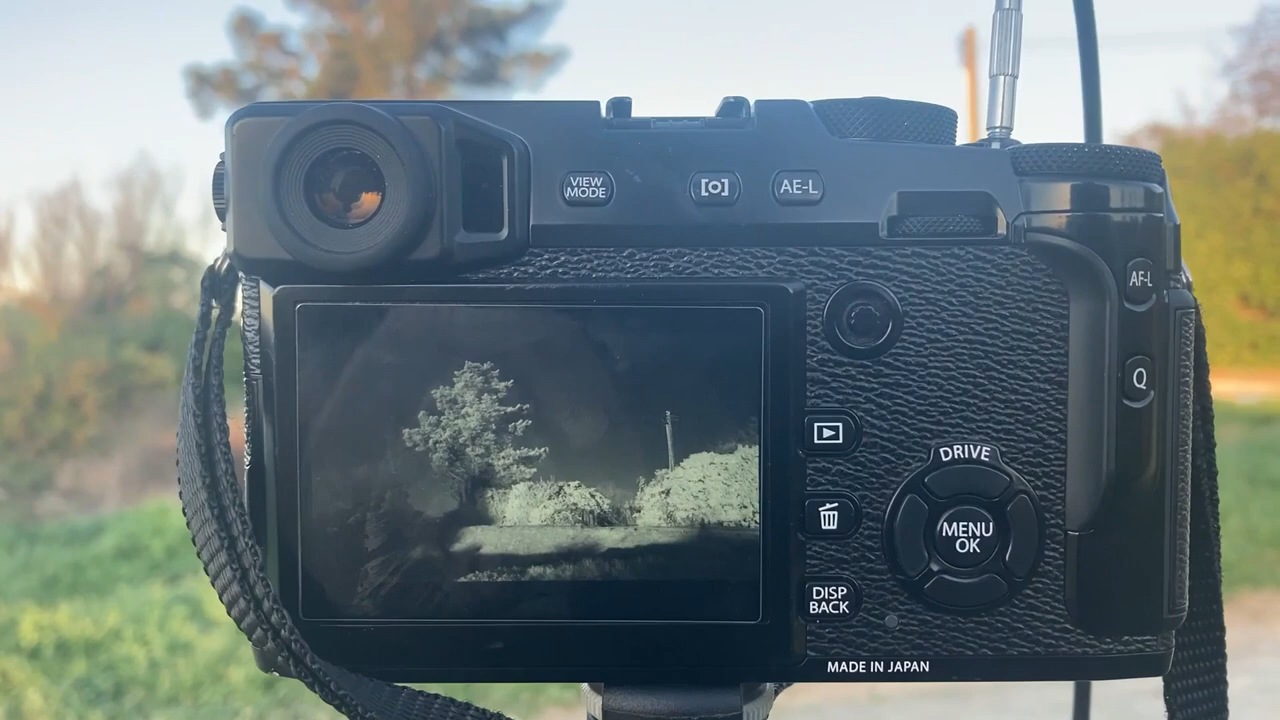 VIEW
MODE
[o]
AE-L
AF-L
Q
DRIVE
MENU
OK
DISP
BACK
MADE IN JAPAN